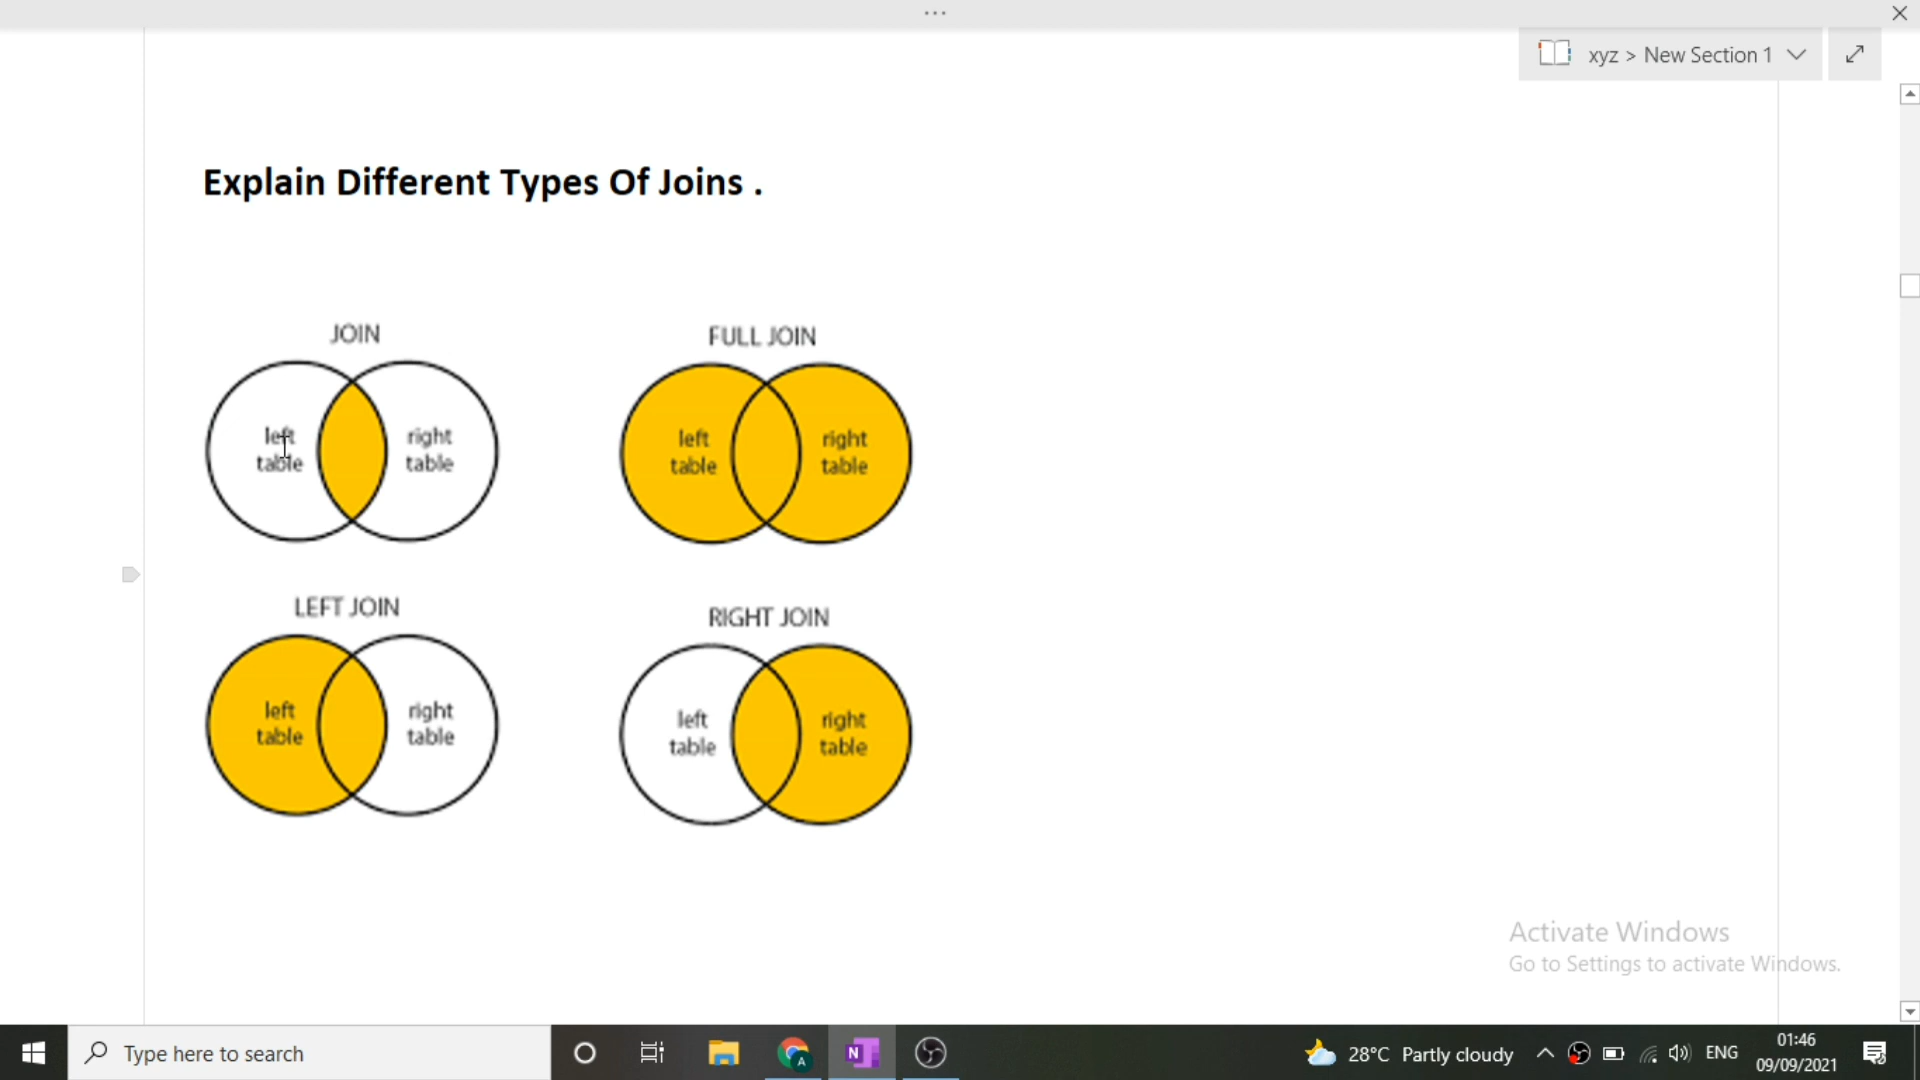 ...
xyz > New Section 1
Explain Different Types Of Joins .
JOIN
left
table
right
table
FULL JOIN
left
table
right
table
LEFT JOIN
left
table
right
table
RIGHT JOIN
left
table
right
table
Activate Windows
Go to Settings to activate Windows.
Type here to search
A
N
28°C Partly cloudy
ENG
01:46
09/09/2021